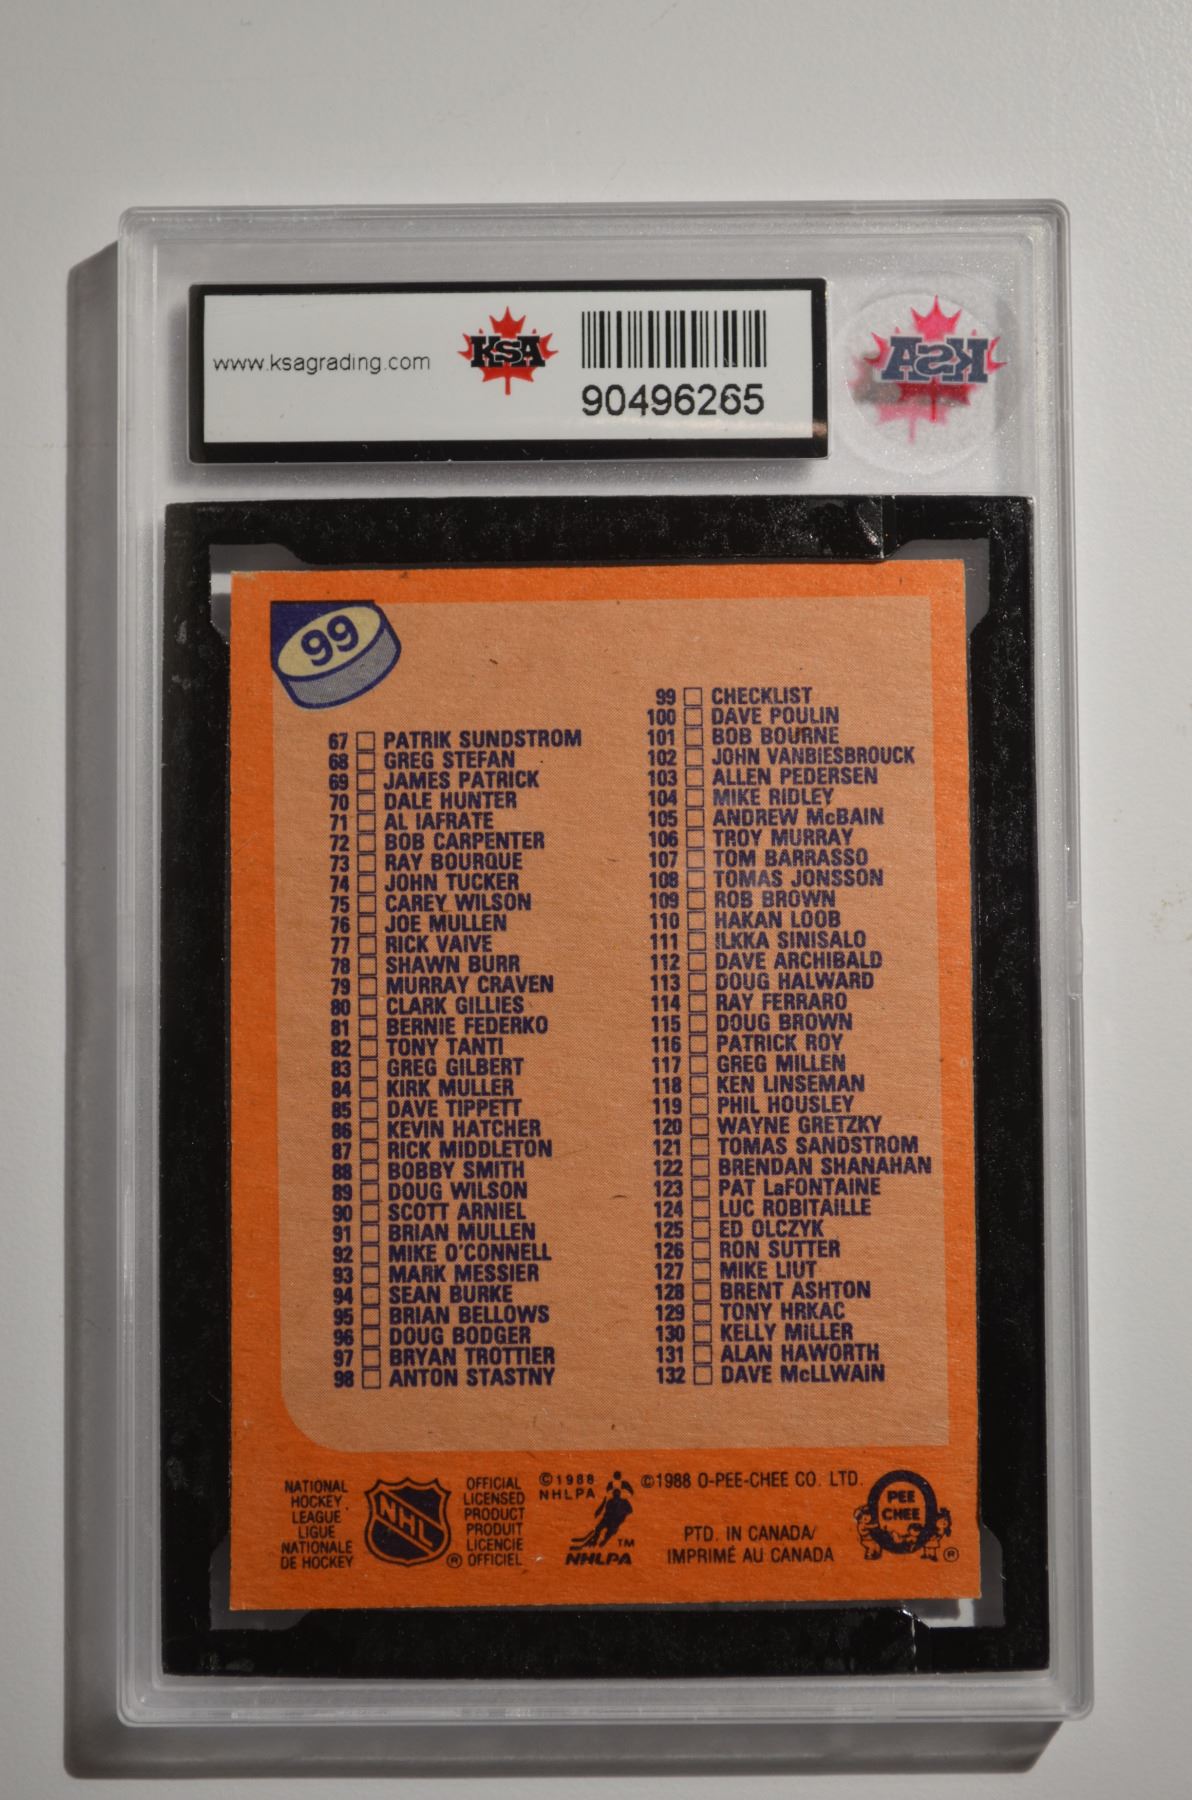 www.ksagrading.com
KSA
90496265
KSA
99
67 PATRIK SUNDSTROM
68 GREG STEFAN
69 JAMES PATRICK
70 DALE HUNTER
71 AL IAFRATE
72 BOB CARPENTER
73 RAY BOURQUE
74 JOHN TUCKER
75 CAREY WILSON
76 JOE MULLEN
77 RICK VAIVE
78 SHAWN BURR
79 MURRAY CRAVEN
80 CLARK GILLIES
81 BERNIE FEDERKO
82 TONY TANTI
83 GREG GILBERT
84 KIRK MULLER
85 DAVE TIPPETT
86 KEVIN HATCHER
87 RICK MIDDLETON
88 BOBBY SMITH
89 DOUG WILSON
90 SCOTT ARNIEL
91 BRIAN MULLEN
92 MIKE O'CONNELL
93 MARK MESSIER
94 SEAN BURKE
95 BRIAN BELLOWS
96 DOUG BODGER
97 BRYAN TROTTIER
98 ANTON STASTNY
99 CHECKLIST
100 DAVE POULIN
101 BOB BOURNE
102 JOHN VANBIESBROUCK
103 ALLEN PEDERSEN
104 MIKE RIDLEY
105 ANDREW McBAIN
106 TROY MURRAY
107 TOM BARRASSO
108 TOMAS JONSSON
109 ROB BROWN
110 HAKAN LOOB
111 ILKKA SINISALO
112 DAVE ARCHIBALD
113 DOUG HALWARD
114 RAY FERRARO
115 DOUG BROWN
116 PATRICK ROY
117 GREG MILLEN
118 KEN LINSEMAN
119 PHIL HOUSLEY
120 WAYNE GRETZKY
121 TOMAS SANDSTROM
122 BRENDAN SHANAHAN
123 PAT LaFONTAINE
124 LUC ROBITAILLE
125 ED OLCZYK
126 RON SUTTER
127 MIKE LIUT
128 BRENT ASHTON
129 TONY HRKAC
130 KELLY MILLER
131 ALAN HAWORTH
132 DAVE McLLWAIN
NATIONAL
HOCKEY
LEAGUE
LIGUE
NATIONALE
DE HOCKEY
NHL
®
OFFICIAL
LICENSED
PRODUCT
PRODUIT
LICENCIE
OFFICIEL
©1988
NHLPA
TM
NHLPA
©1988 O-PEE-CHEE CO. LTD.
PTD. IN CANADA/
IMPRIMÉ AU CANADA
PEE
CHEE
®